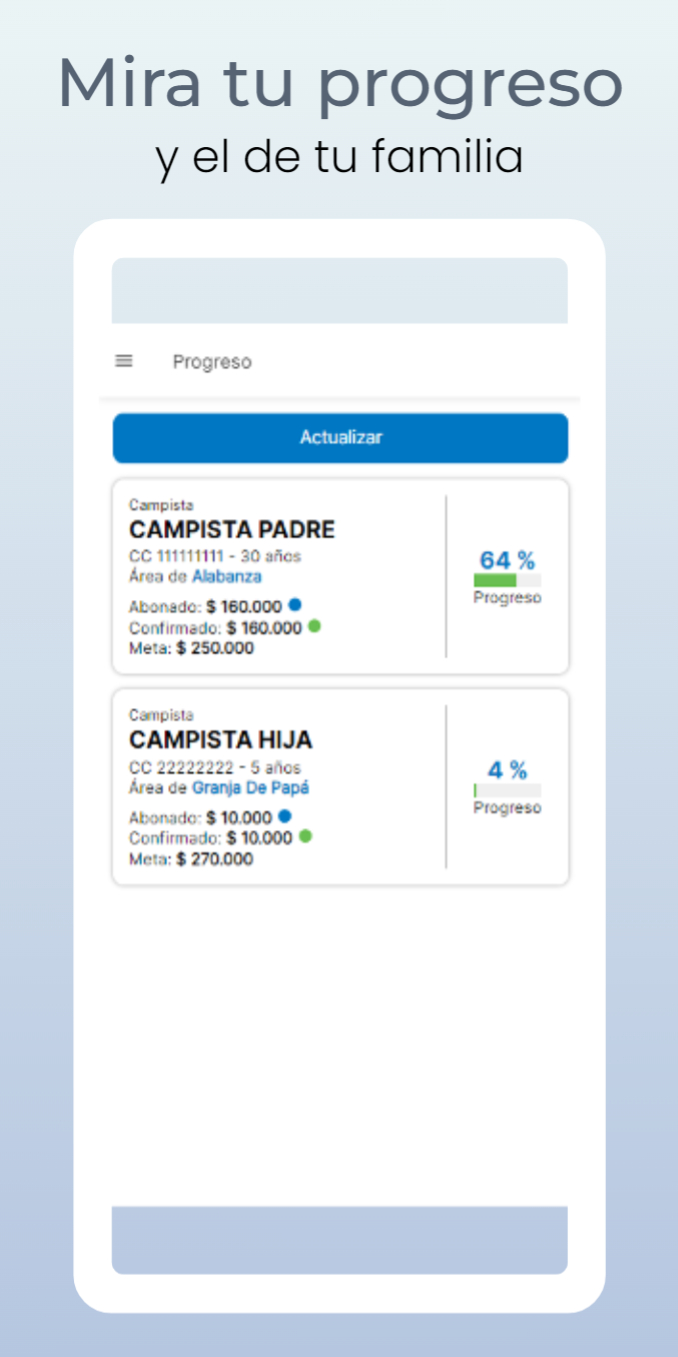 Mira tu progreso
y el de tu familia
Progreso
Actualizar
Campista
CAMPISTA PADRE
CC 111111111 - 30 años
Área de Alabanza
Abonado: $ 160.000
Confirmado: $ 160.000
Meta: $ 250.000
64 %
Progreso
Campista
CAMPISTA HIJA
CC 22222222 - 5 años
Área de Granja De Papá
Abonado: $ 10.000
Confirmado: $ 10.000
Meta: $ 270.000
4 %
Progreso